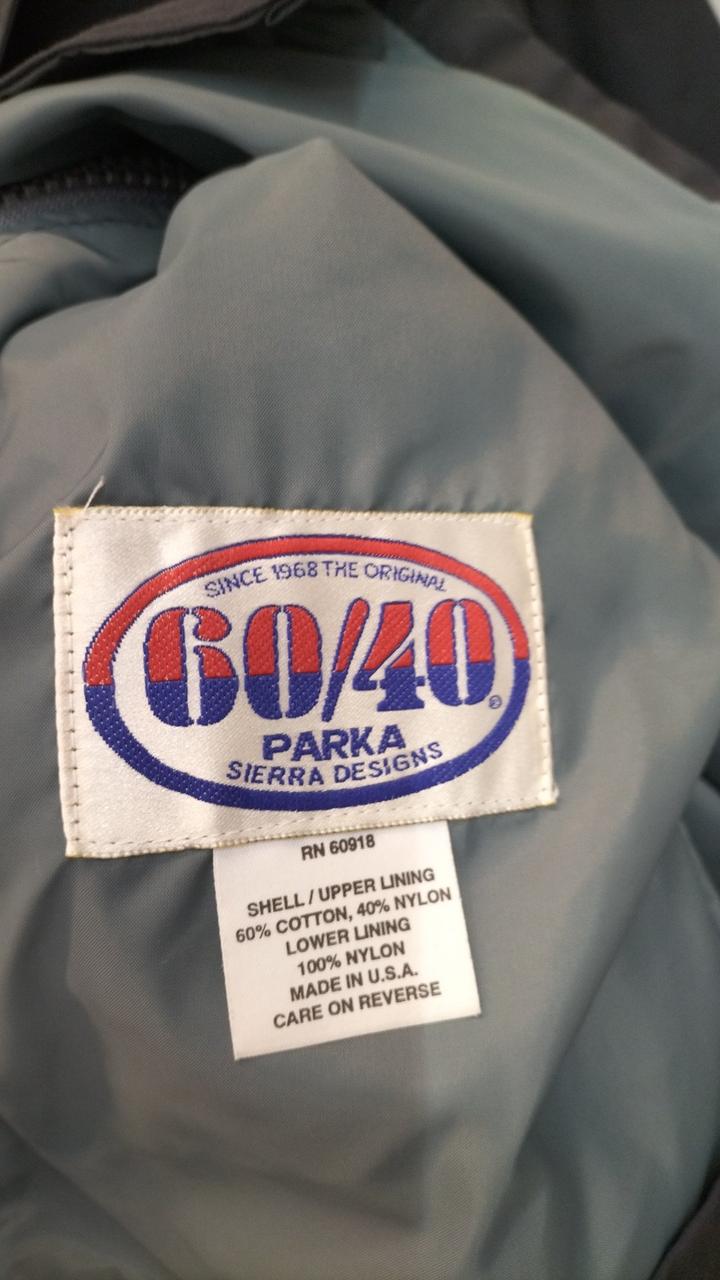 SINCE 1968 THE ORIGINAL
60/40®
PARKA
SIERRA DESIGNS
RN 60918
SHELL / UPPER LINING
60% COTTON, 40% NYLON
LOWER LINING
100% NYLON
MADE IN U.S.A.
CARE ON REVERSE